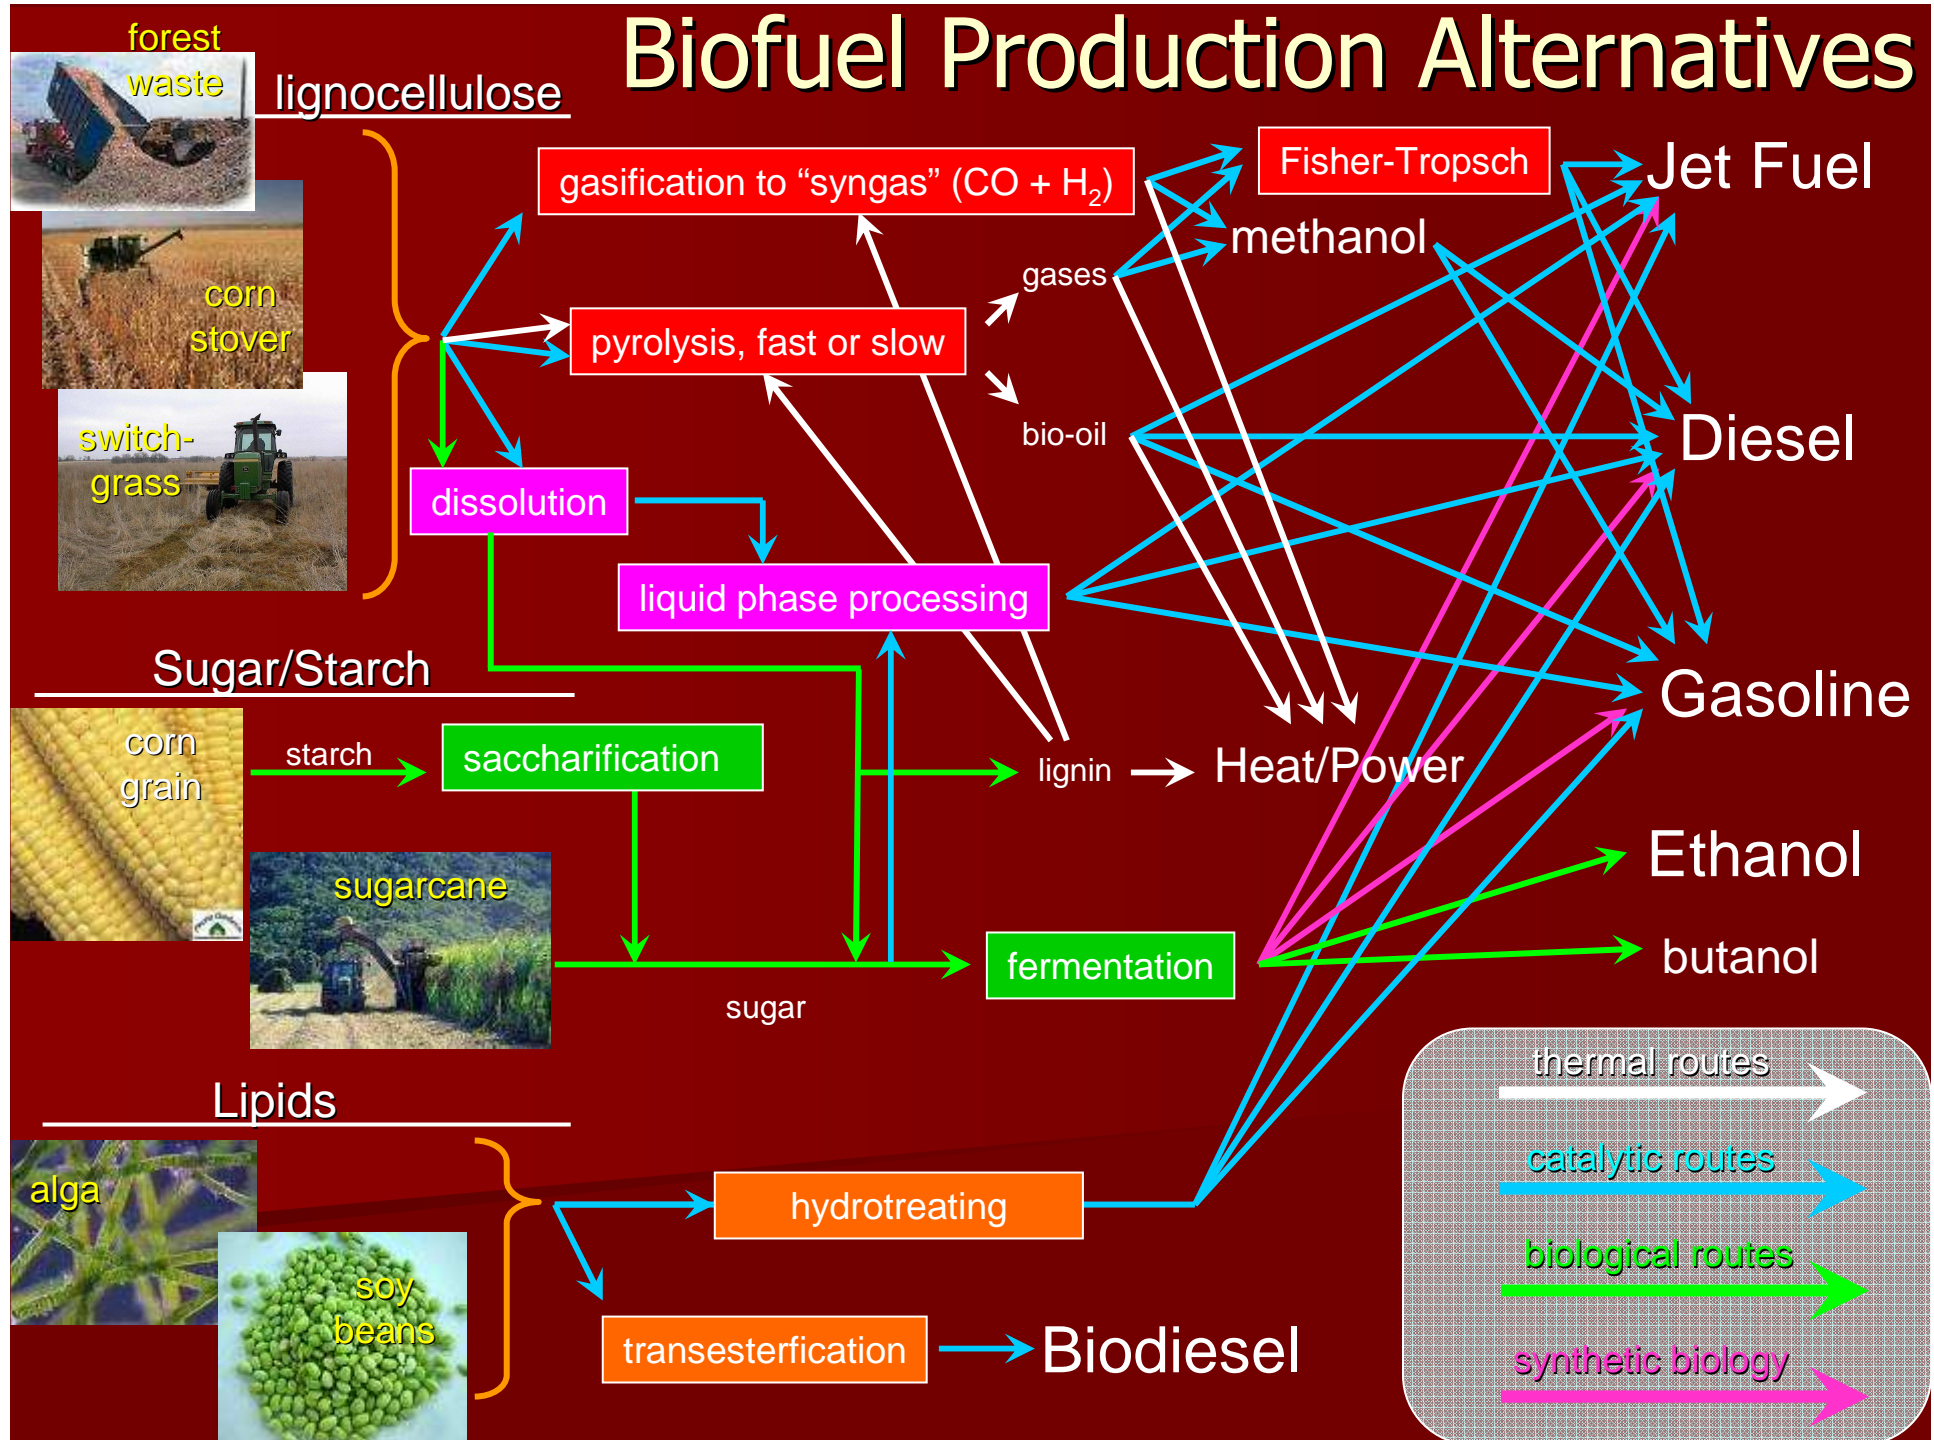 Biofuel Production Alternatives
forest
waste
lignocellulose
corn
stover
switch-
grass
gasification to “syngas” (CO + H2)
pyrolysis, fast or slow
gases
bio-oil
Fisher-Tropsch
methanol
Jet Fuel
Diesel
Gasoline
dissolution
liquid phase processing
Sugar/Starch
corn
grain
starch
saccharification
lignin
Heat/Power
sugarcane
sugar
fermentation
Ethanol
butanol
Lipids
alga
soy
beans
hydrotreating
transesterfication
Biodiesel
thermal routes
catalytic routes
biological routes
synthetic biology